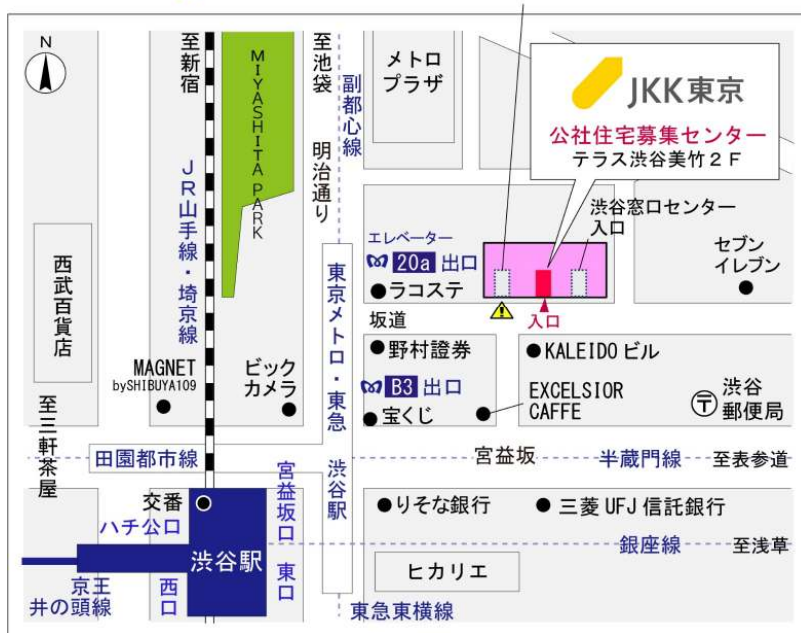 N
至新宿
MIYASHITA PARK
至池袋
副都心線
明治通り
メトロ
プラザ
JKK東京
公社住宅募集センター
テラス渋谷美竹2F
JR山手線・埼京線
西武百貨店
エレベーター
20a 出口
ラコステ
渋谷窓口センター
入口
セブン
イレブン
入口
坂道
東京メトロ・東急 渋谷駅
MAGNET
bySHIBUYA109
ビック
カメラ
野村證券
B3 出口
宝くじ
KALEIDOビル
EXCELSIOR
CAFFE
〒
渋谷
郵便局
至三軒茶屋
田園都市線
宮益坂
半蔵門線
至表参道
交番
ハチ公口
宮益坂口
りそな銀行
三菱UFJ信託銀行
渋谷駅
銀座線
至浅草
京王
井の頭線
西口
東口
ヒカリエ
東急東横線